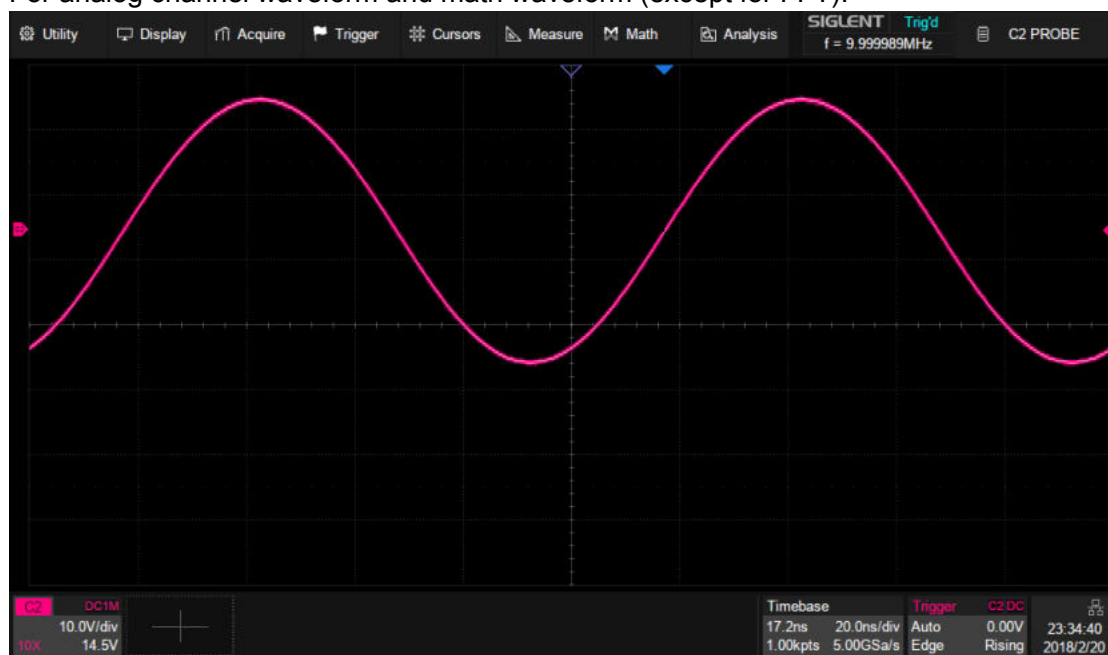 For analog channel waveform and math waveform (except for FFT):
Utility Display Acquire Trigger Cursors Measure Math Analysis SIGLENT Trig'd C2 PROBE
f = 9.999989MHz
C2 DC1M
10.0V/div
10X 14.5V
Timebase
17.2ns 20.0ns/div
1.00kpts 5.00GSa/s
Trigger C2 DC
Auto 0.00V
Edge Rising
23:34:40
2018/2/20